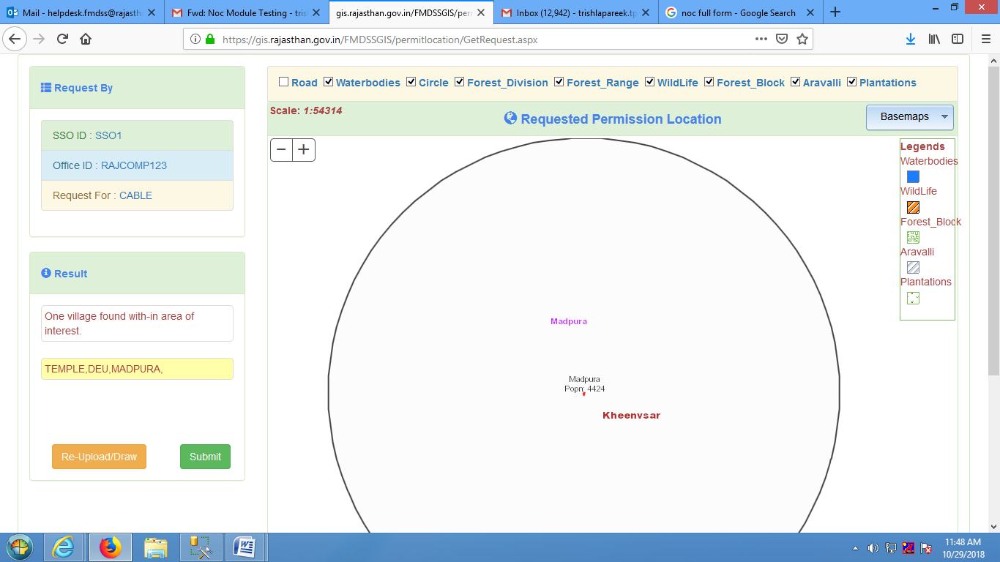 Mail - helpdesk.fmdss@rajasth
Fwd: Noc Module Testing - tris
gis.rajasthan.gov.in/FMDSSGIS/per
Inbox (12,942) - trishlapareek.tp
noc full form - Google Search
https://gis.rajasthan.gov.in/FMDSSGIS/permitlocation/GetRequest.aspx
Request By
SSO ID : SSO1
Office ID : RAJCOMP123
Request For : CABLE
Result
One village found with-in area of
interest.
TEMPLE,DEU,MADPURA,
Re-Upload/Draw Submit
Road Waterbodies Circle Forest_Division Forest_Range WildLife Forest_Block Aravalli Plantations
Scale: 1:54314
Requested Permission Location
Basemaps
Legends
Waterbodies
WildLife
Forest_Block
Aravalli
Plantations
Madpura
Madpura
Popn: 4424
Kheenvsar
11:48 AM
10/29/2018